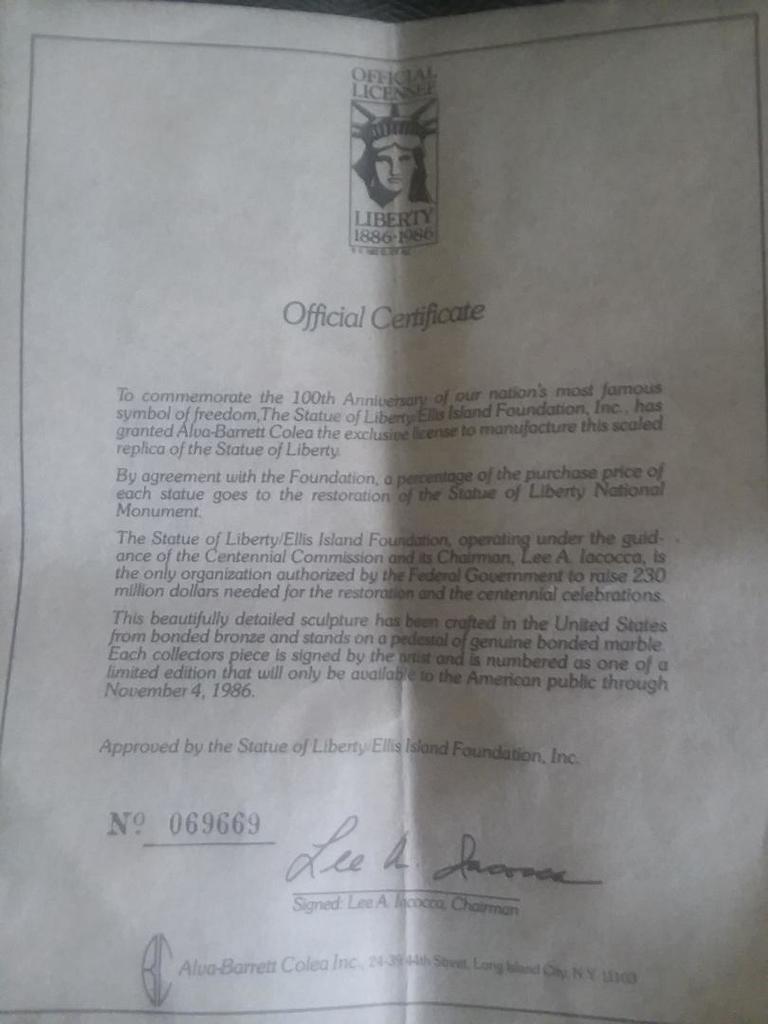 OFFICIAL
LICENSEE
LIBERTY
1886·1986
Official Certificate
To commemorate the 100th Anniversary of our nation's most famous
symbol of freedom,The Statue of Liberty/Ellis Island Foundation, Inc., has
granted Alva-Barrett Colea the exclusive license to manufacture this scaled
replica of the Statue of Liberty.
By agreement with the Foundation, a percentage of the purchase price of
each statue goes to the restoration of the Statue of Liberty National
Monument.
The Statue of Liberty/Ellis Island Foundation, operating under the guid-
ance of the Centennial Commission and its Chairman, Lee A. Iacocca, is
the only organization authorized by the Federal Government to raise 230
million dollars needed for the restoration and the centennial celebrations.
This beautifully detailed sculpture has been crafted in the United States
from bonded bronze and stands on a pedestal of genuine bonded marble.
Each collectors piece is signed by the artist and is numbered as one of a
limited edition that will only be available to the American public through
November 4, 1986.
Approved by the Statue of Liberty/Ellis Island Foundation, Inc.
Nº 069669
Lee A. Iacocca
Signed: Lee A. Iacocca, Chairman
Alva-Barrett Colea Inc., 24-39 44th Street, Long Island City, N.Y. 11103